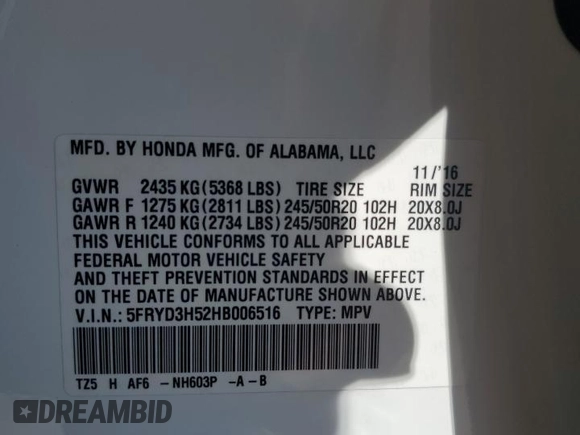 MFD. BY HONDA MFG. OF ALABAMA, LLC
11/'16
GVWR 2435 KG (5368 LBS) TIRE SIZE RIM SIZE
GAWR F 1275 KG (2811 LBS) 245/50R20 102H 20X8.0J
GAWR R 1240 KG (2734 LBS) 245/50R20 102H 20X8.0J
THIS VEHICLE CONFORMS TO ALL APPLICABLE
FEDERAL MOTOR VEHICLE SAFETY
AND THEFT PREVENTION STANDARDS IN EFFECT
ON THE DATE OF MANUFACTURE SHOWN ABOVE.
V.I.N.: 5FRYD3H52HB006516 TYPE: MPV
TZ5 H AF6 - NH603P -A - B
DREAMBID